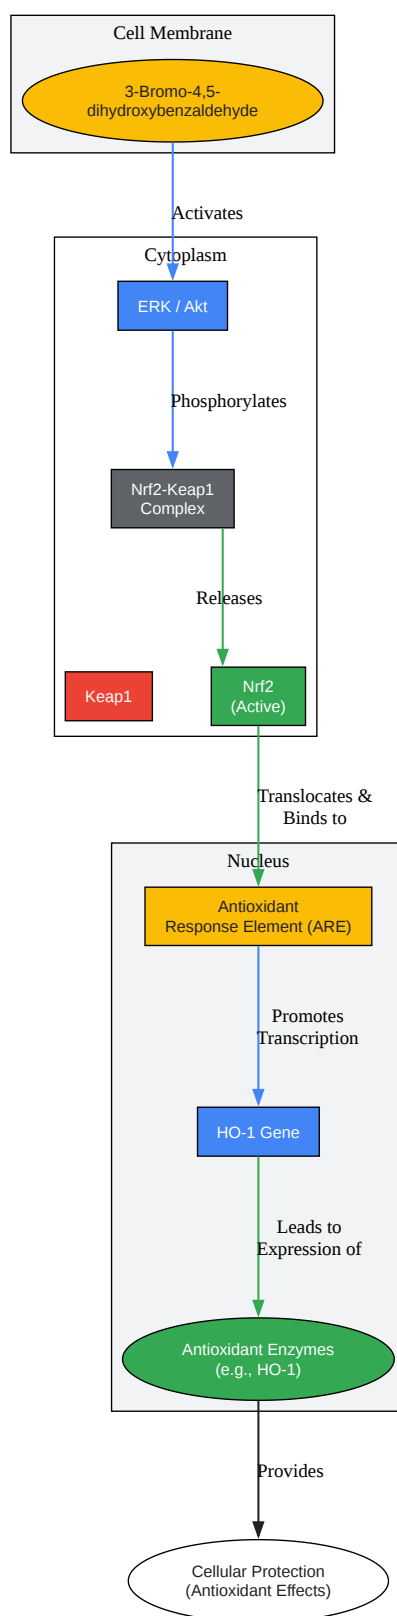 Cell Membrane
3-Bromo-4,5-
dihydroxybenzaldehyde
Activates
Cytoplasm
ERK / Akt
Phosphorylates
Nrf2-Keap1
Complex
Releases
Keap1
Nrf2
(Active)
Translocates &
Binds to
Nucleus
Antioxidant
Response Element (ARE)
Promotes
Transcription
HO-1 Gene
Leads to
Expression of
Antioxidant Enzymes
(e.g., HO-1)
Provides
Cellular Protection
(Antioxidant Effects)